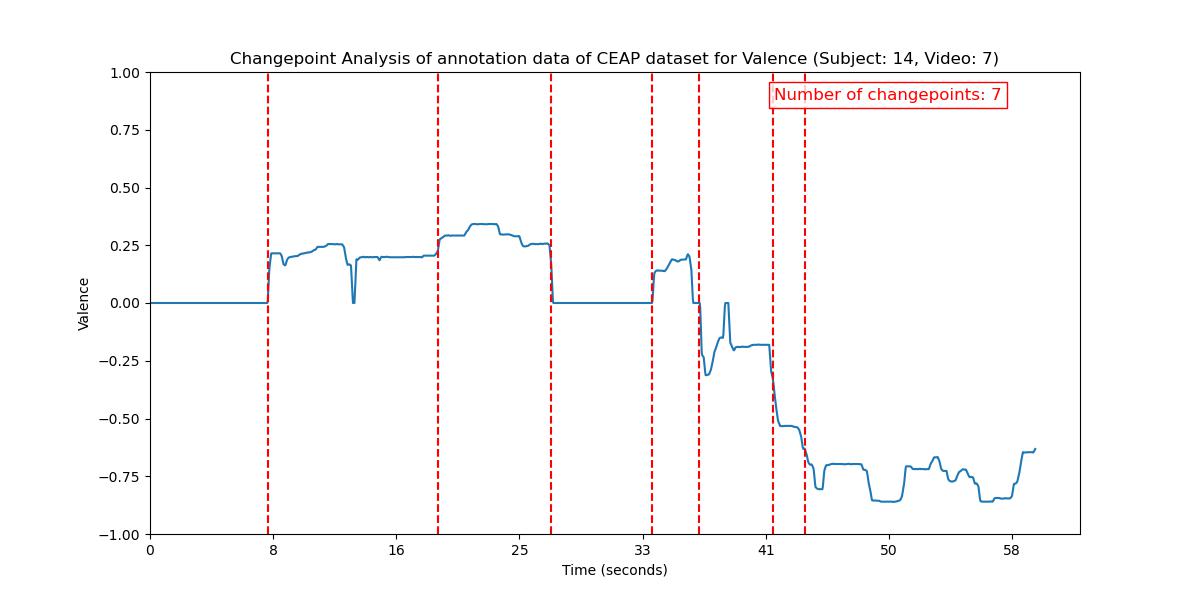 Changepoint Analysis of annotation data of CEAP dataset for Valence (Subject: 14, Video: 7)
Number of changepoints: 7
Valence
1.00
0.75
0.50
0.25
0.00
−0.25
−0.50
−0.75
−1.00
0 8 16 25 33 41 50 58
Time (seconds)